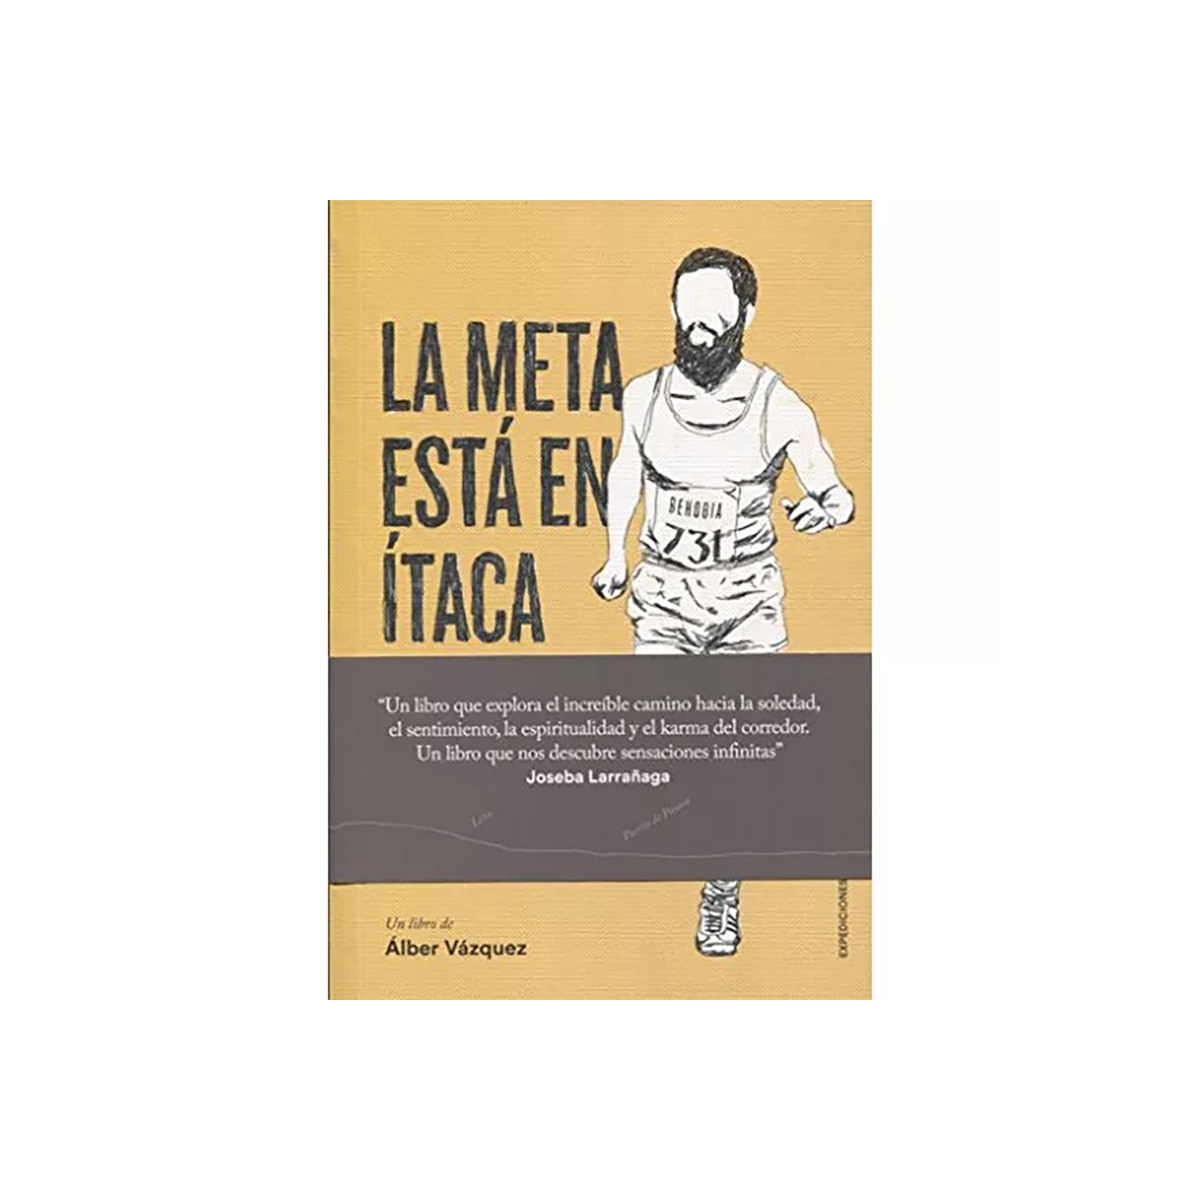 LA META
ESTÁ EN
ÍTACA
BEHOBIA
731
“Un libro que explora el increíble camino hacia la soledad,
el sentimiento, la espiritualidad y el karma del corredor.
Un libro que nos descubre sensaciones infinitas”
Joseba Larrañaga
Puerto de
Un libro de
Álber Vázquez
EXPEDICIONES